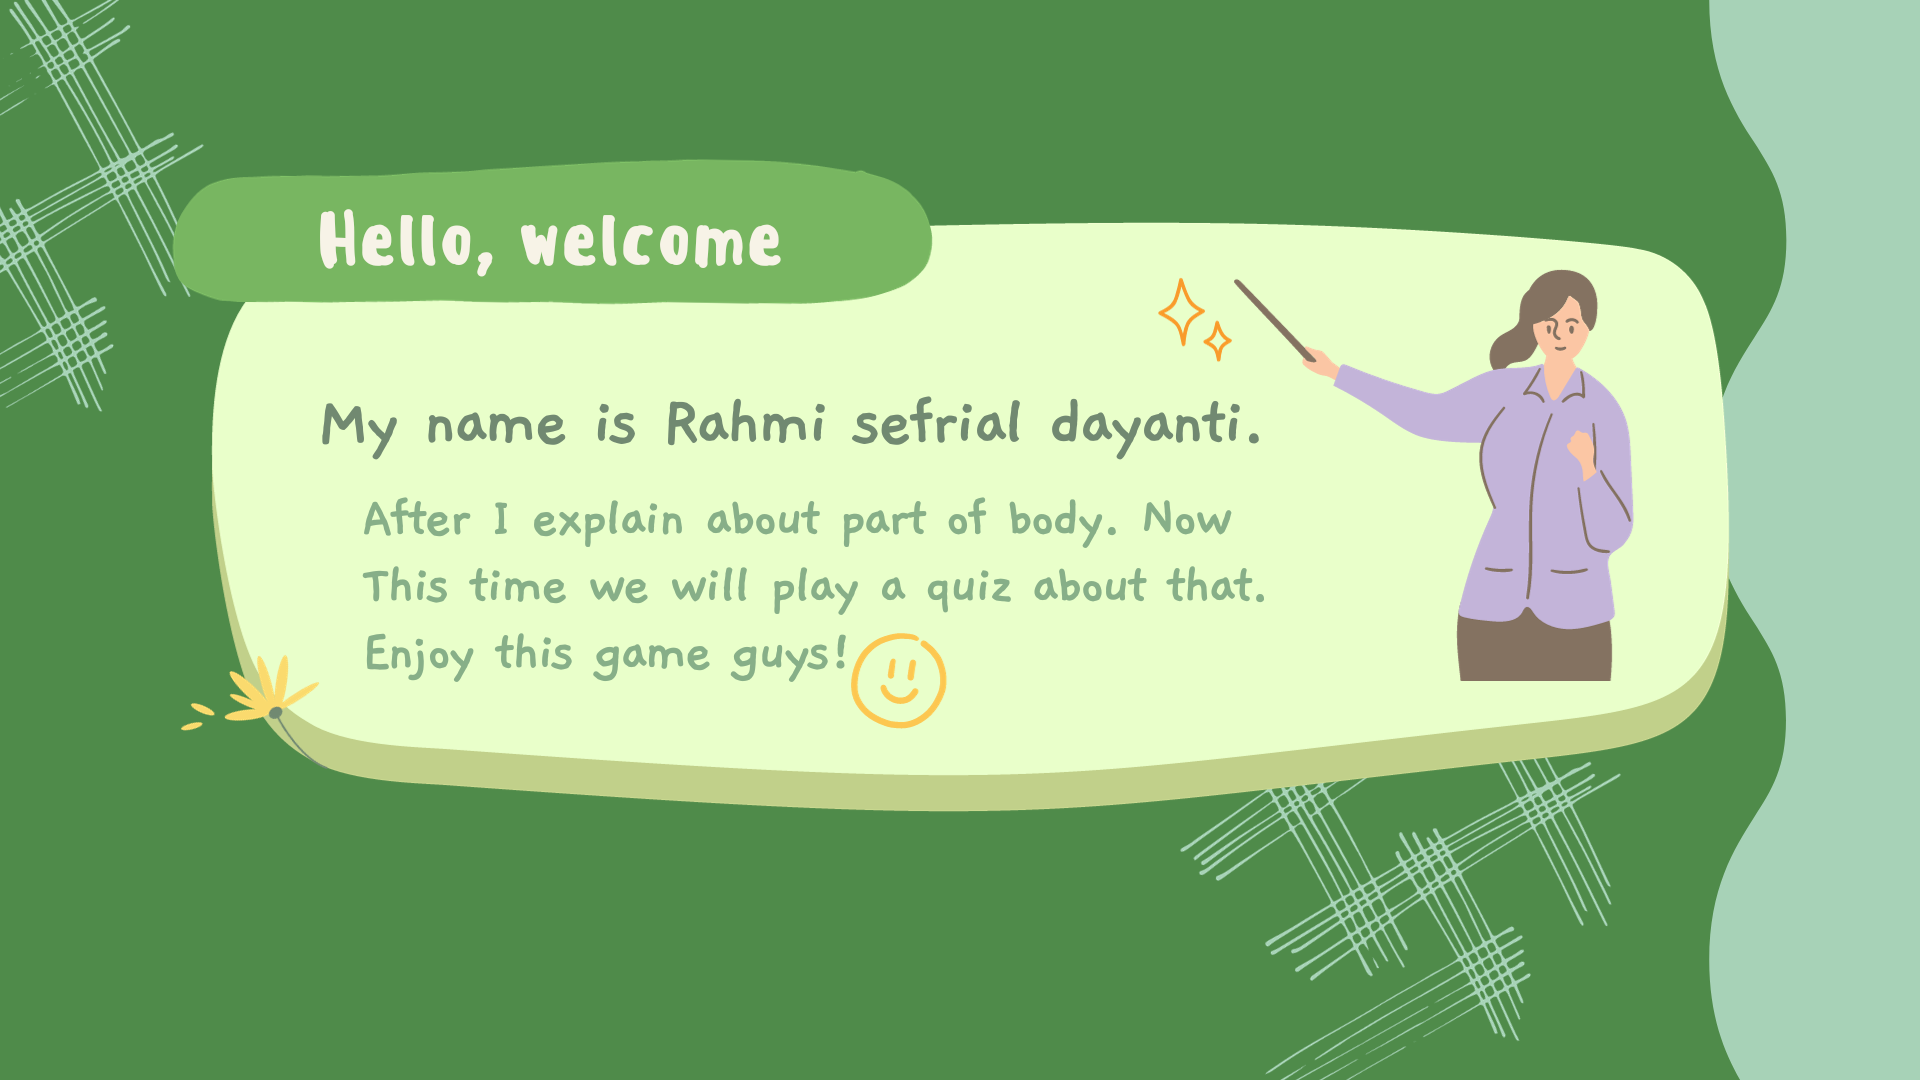 Hello, welcome
My name is Rahmi sefrial dayanti.
After I explain about part of body. Now
This time we will play a quiz about that.
Enjoy this game guys!